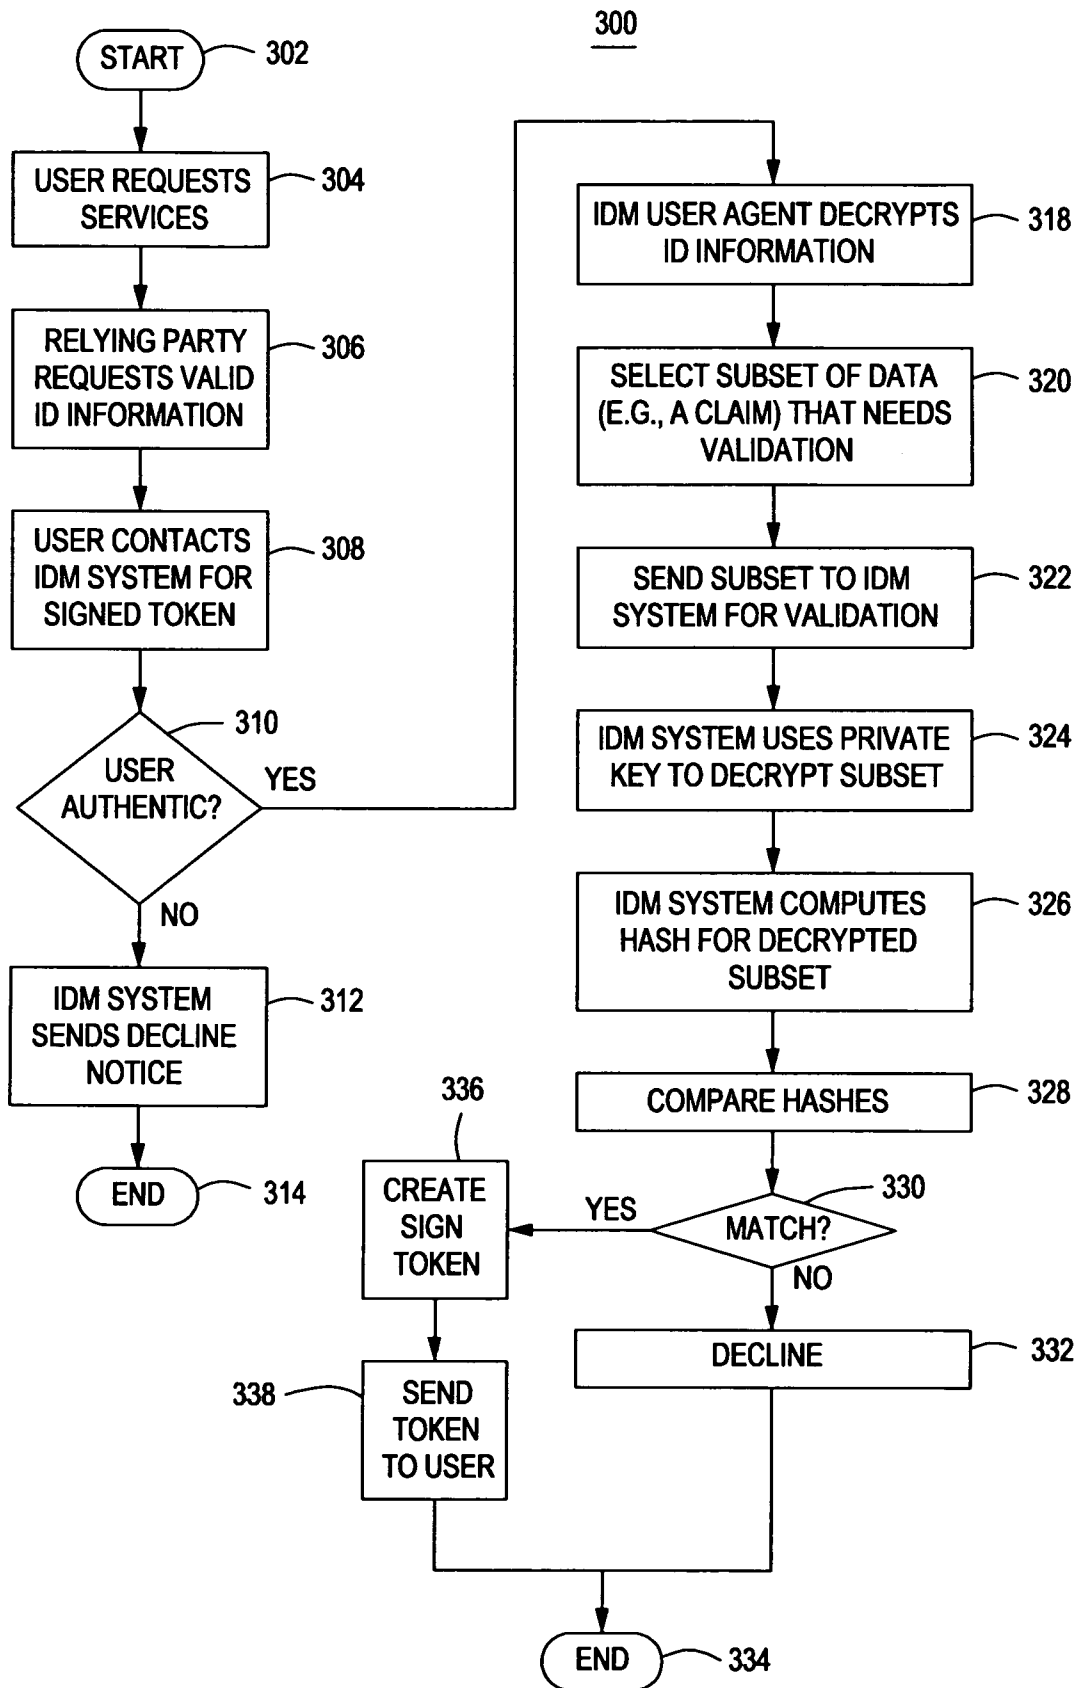 300
START
302
USER REQUESTS
SERVICES
304
RELYING PARTY
REQUESTS VALID
ID INFORMATION
306
USER CONTACTS
IDM SYSTEM FOR
SIGNED TOKEN
308
310
USER
AUTHENTIC?
YES
NO
IDM SYSTEM
SENDS DECLINE
NOTICE
312
END
314
IDM USER AGENT DECRYPTS
ID INFORMATION
318
SELECT SUBSET OF DATA
(E.G., A CLAIM) THAT NEEDS
VALIDATION
320
SEND SUBSET TO IDM
SYSTEM FOR VALIDATION
322
IDM SYSTEM USES PRIVATE
KEY TO DECRYPT SUBSET
324
IDM SYSTEM COMPUTES
HASH FOR DECRYPTED
SUBSET
326
COMPARE HASHES
328
330
MATCH?
YES
NO
336
CREATE
SIGN
TOKEN
DECLINE
332
338
SEND
TOKEN
TO USER
END
334